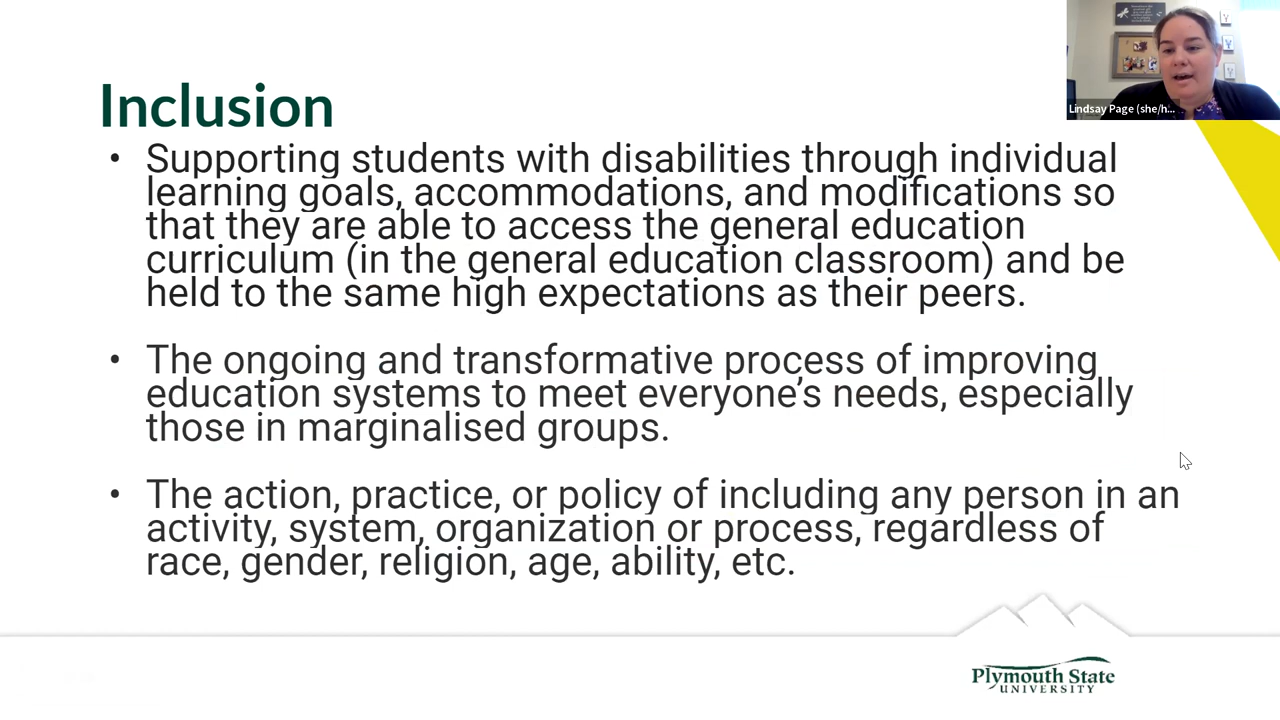 Lindsay Page (she/h...
Inclusion
• Supporting students with disabilities through individual
learning goals, accommodations, and modifications so
that they are able to access the general education
curriculum (in the general education classroom) and be
held to the same high expectations as their peers.
• The ongoing and transformative process of improving
education systems to meet everyone’s needs, especially
those in marginalised groups.
• The action, practice, or policy of including any person in an
activity, system, organization or process, regardless of
race, gender, religion, age, ability, etc.
Plymouth State
UNIVERSITY